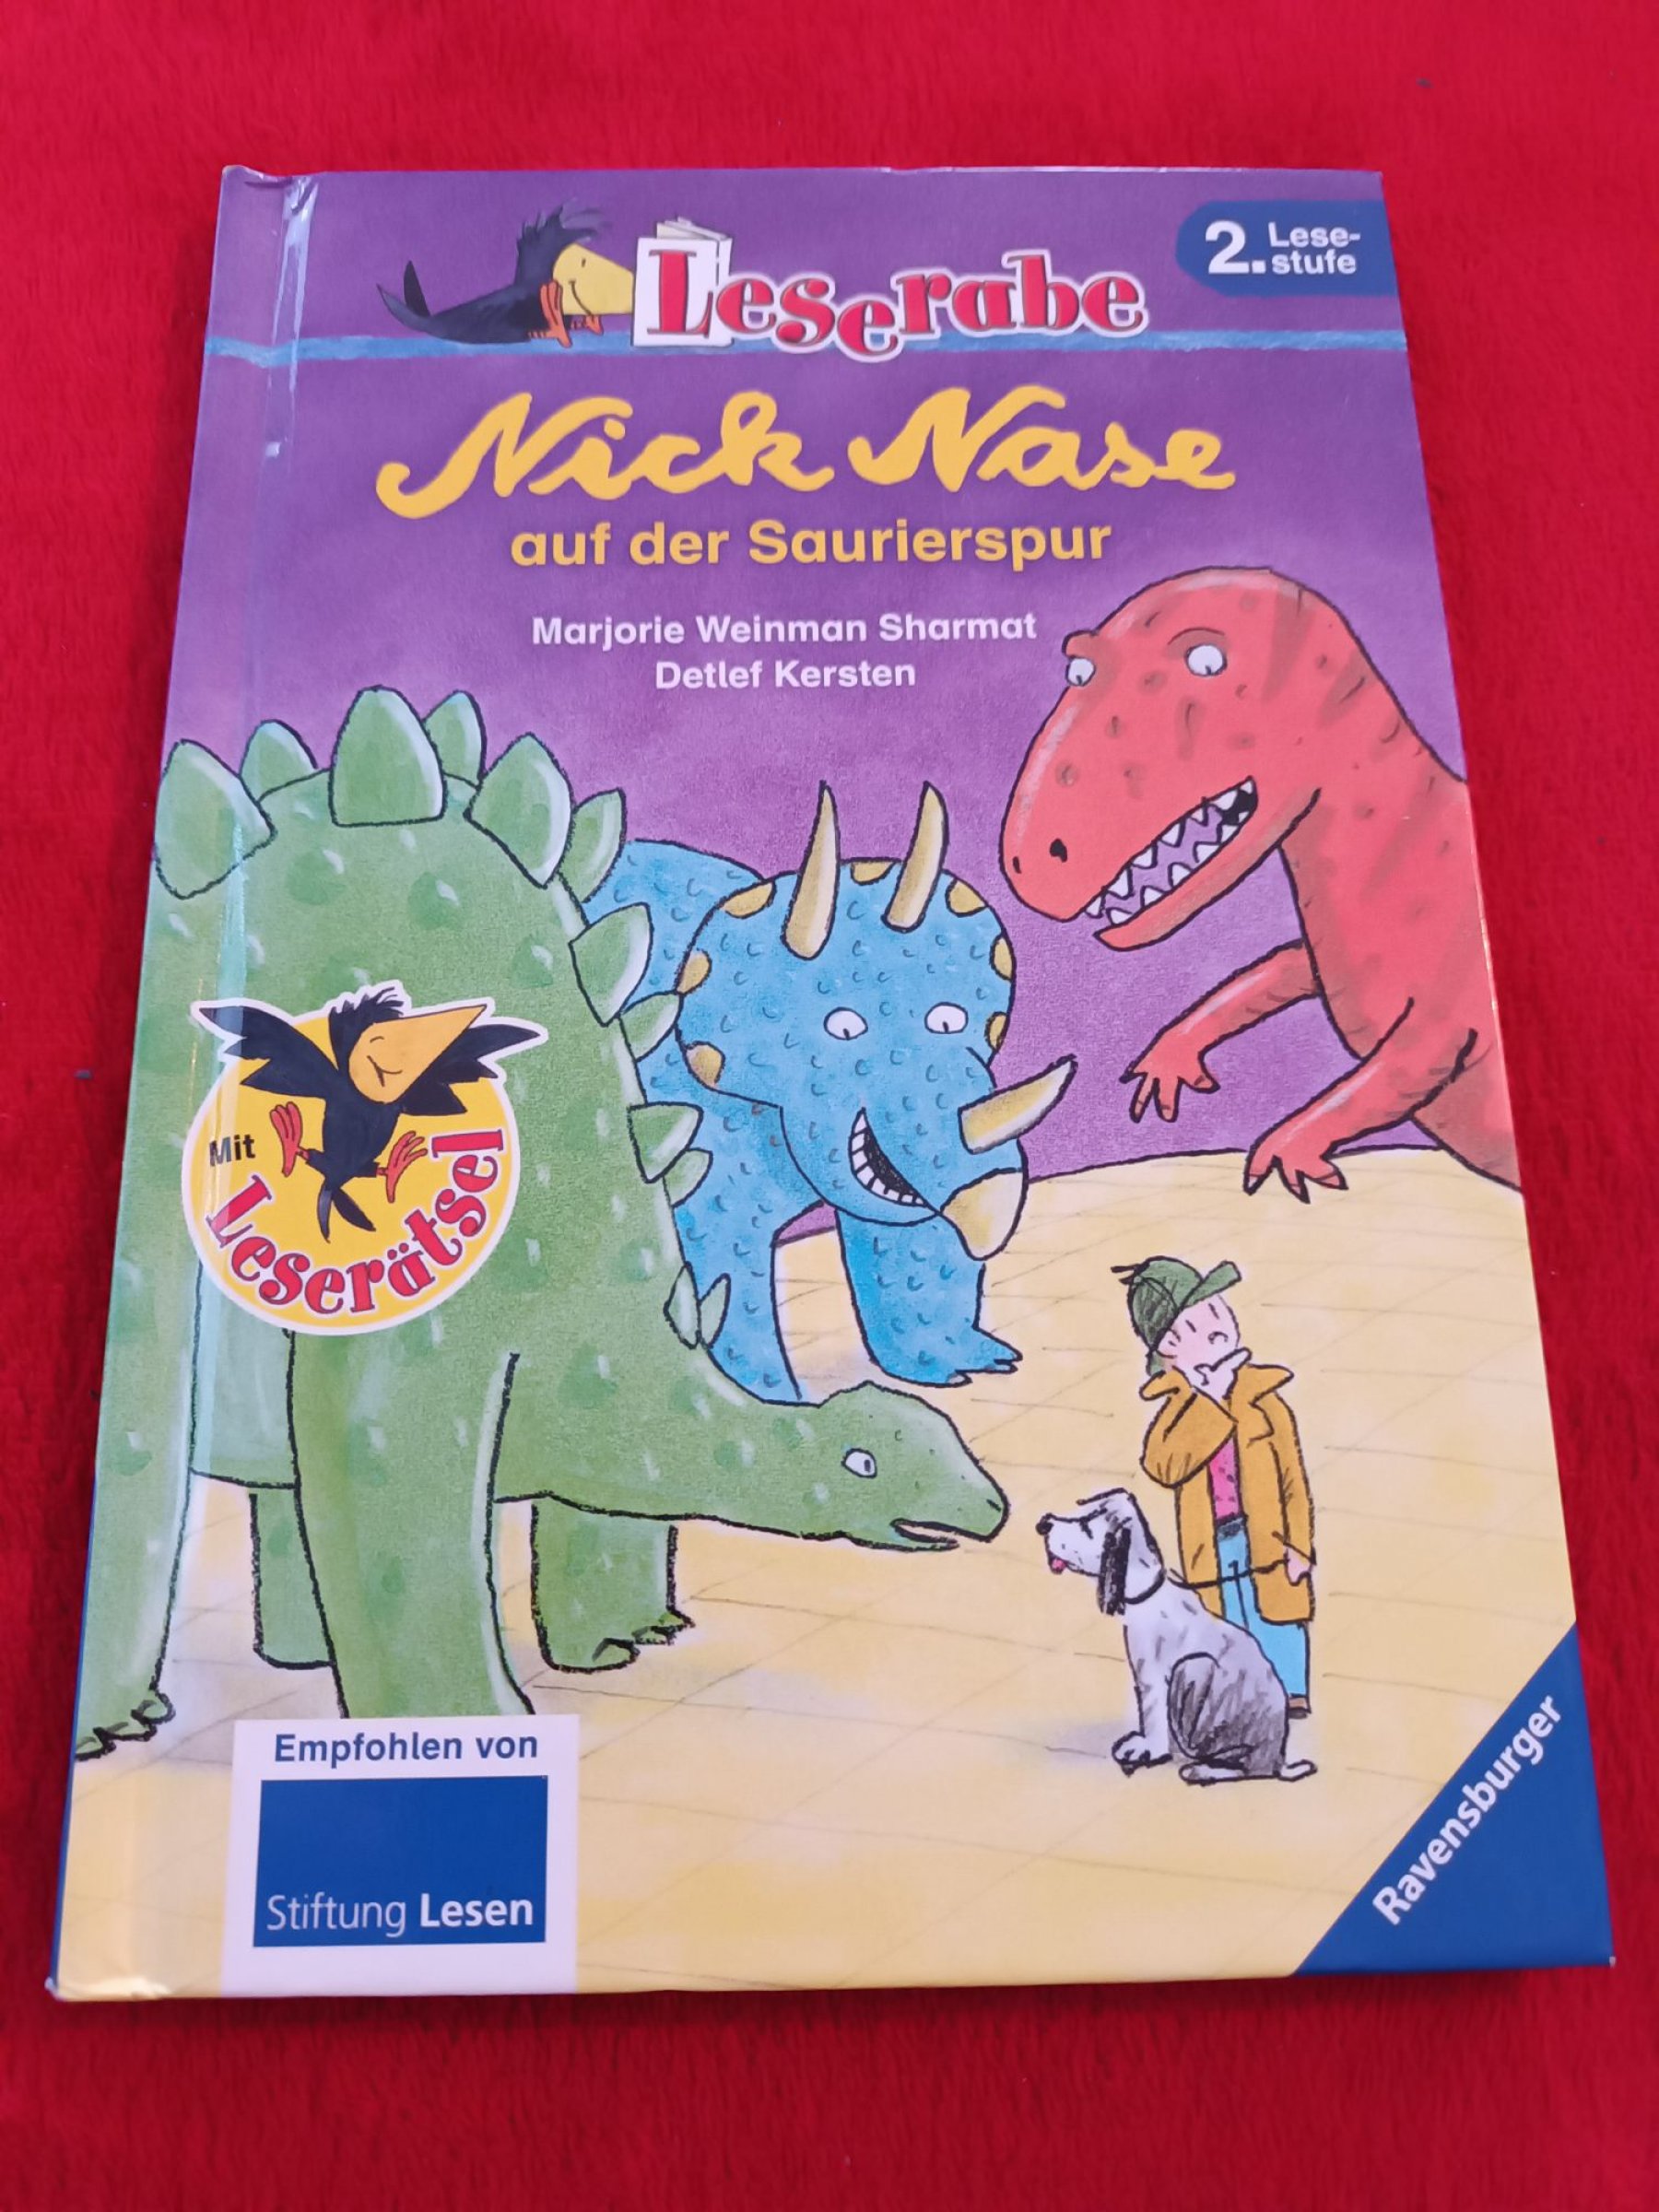 Leserabe
2. Lese-
stufe
Nick Nase
auf der Saurierspur
Marjorie Weinman Sharmat
Detlef Kersten
Mit
Leserätsel
Empfohlen von
Stiftung Lesen
Ravensburger